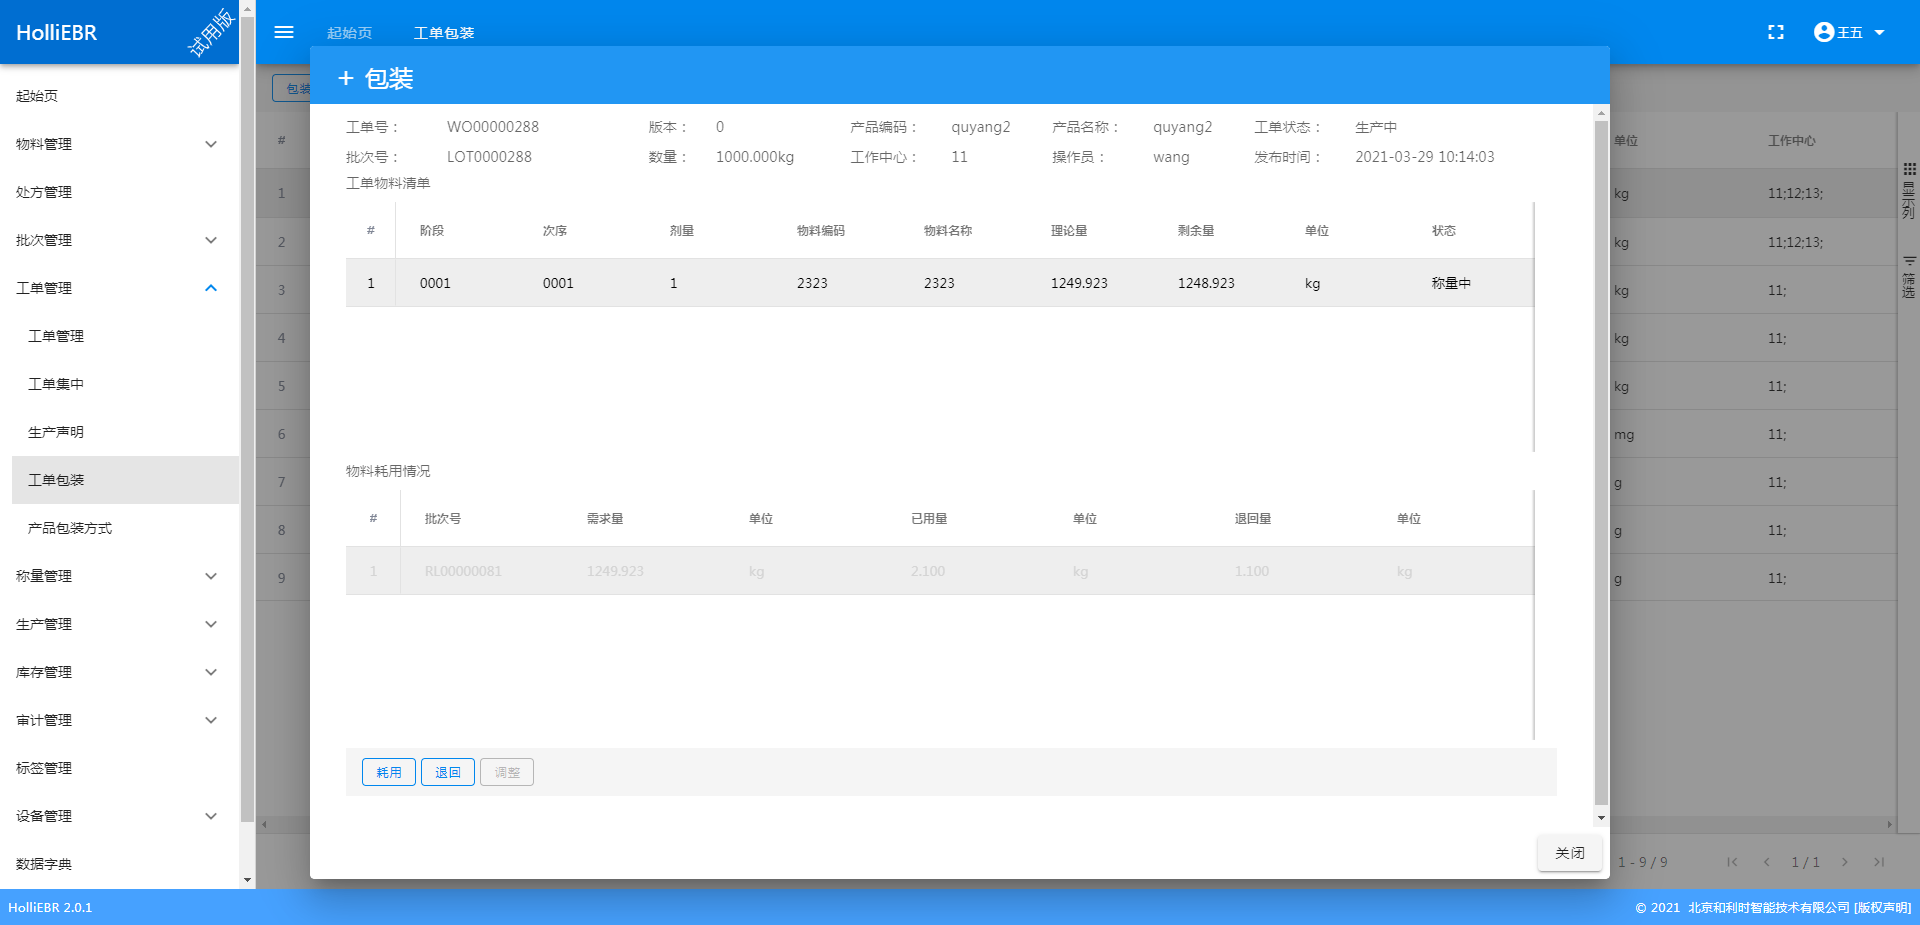 HolliEBR
试用版
起始页
工单包装
王五
起始页
物料管理
处方管理
批次管理
工单管理
工单管理
工单集中
生产声明
工单包装
产品包装方式
称量管理
生产管理
库存管理
审计管理
标签管理
设备管理
数据字典
包装
+ 包装
工单号： WO00000288 版本： 0 产品编码： quyang2 产品名称： quyang2 工单状态： 生产中
批次号： LOT0000288 数量： 1000.000kg 工作中心： 11 操作员： wang 发布时间： 2021-03-29 10:14:03
工单物料清单
# 阶段 次序 剂量 物料编码 物料名称 理论量 剩余量 单位 状态
1 0001 0001 1 2323 2323 1249.923 1248.923 kg 称量中
物料耗用情况
# 批次号 需求量 单位 已用量 单位 退回量 单位
1 RL00000081 1249.923 kg 2.100 kg 1.100 kg
耗用 退回 调整
关闭
# 单位 工作中心
1 kg 11;12;13;
2 kg 11;12;13;
3 kg 11;
4 kg 11;
5 kg 11;
6 mg 11;
7 g 11;
8 g 11;
9 g 11;
显示列
筛选
1 - 9 / 9 1 / 1
HolliEBR 2.0.1
© 2021 北京和利时智能技术有限公司 [版权声明]